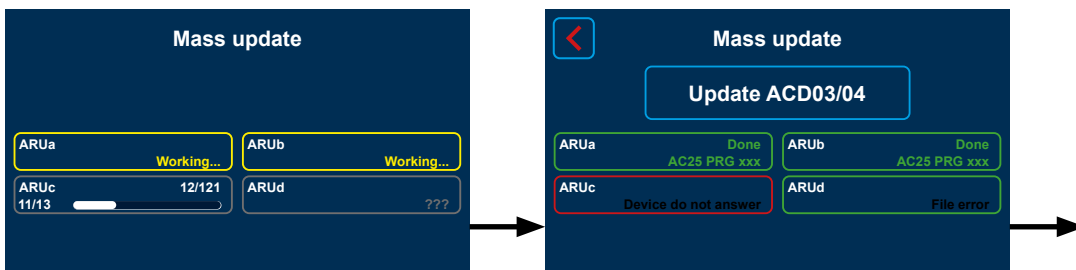 Mass update
ARUa
Working...
ARUb
Working...
ARUc 12/121
11/13
ARUd
???
Mass update
Update ACD03/04
ARUa Done
AC25 PRG xxx
ARUb Done
AC25 PRG xxx
ARUc
Device do not answer
ARUd
File error